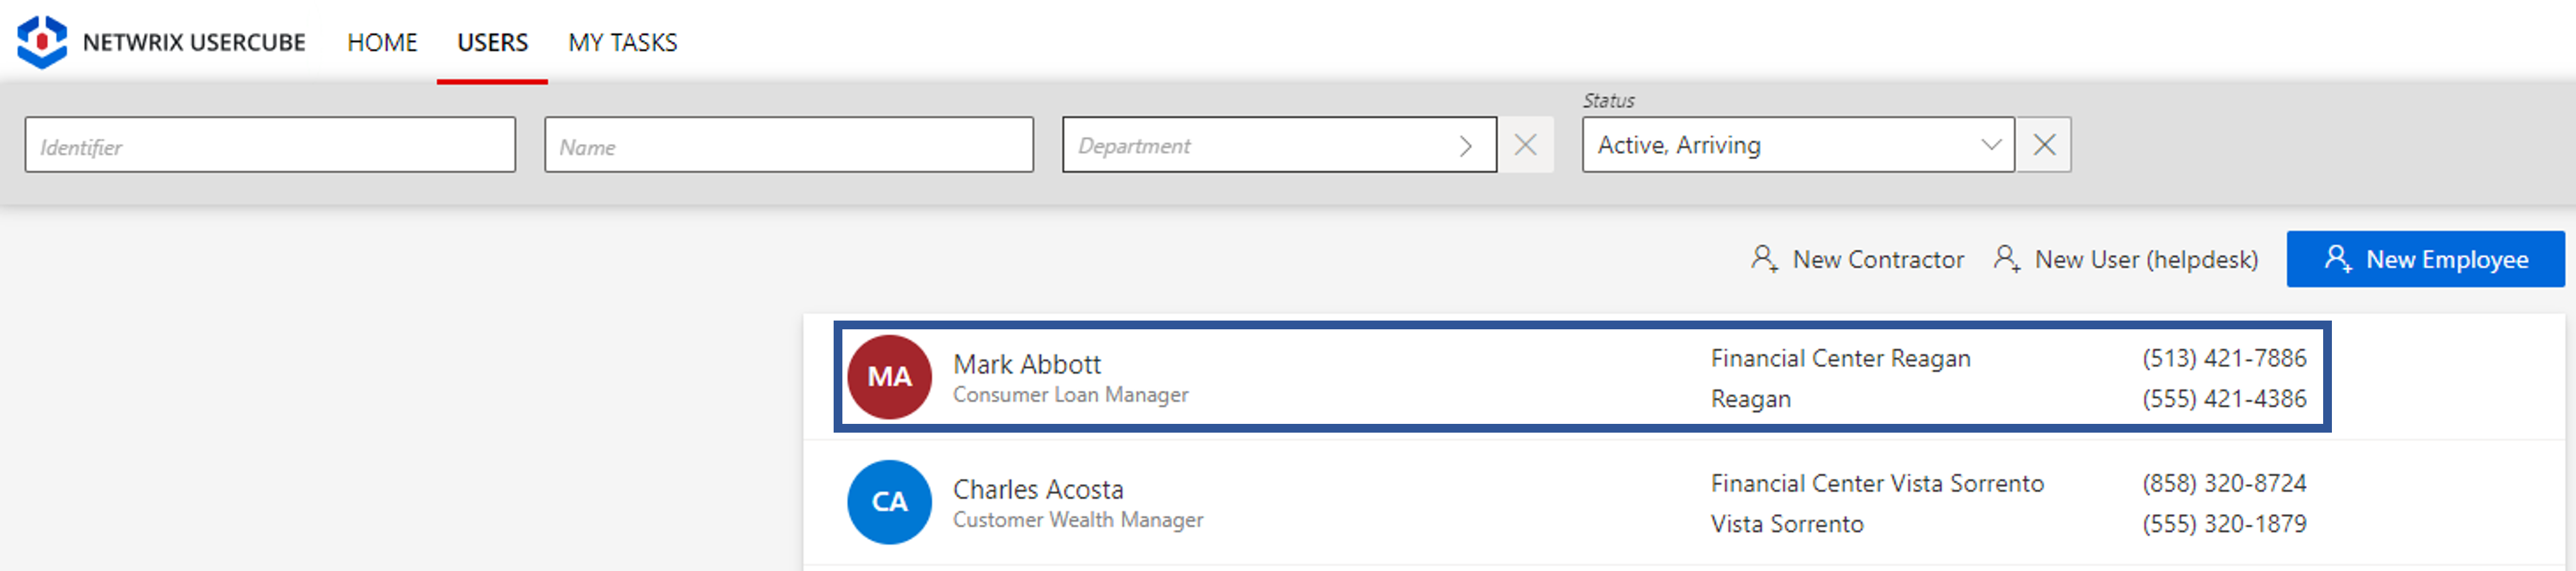 NETWRIX USERCUBE HOME USERS MY TASKS
Status
Identifier Name Department Active, Arriving
New Contractor New User (helpdesk) New Employee
MA Mark Abbott Financial Center Reagan (513) 421-7886
Consumer Loan Manager Reagan (555) 421-4386
CA Charles Acosta Financial Center Vista Sorrento (858) 320-8724
Customer Wealth Manager Vista Sorrento (555) 320-1879